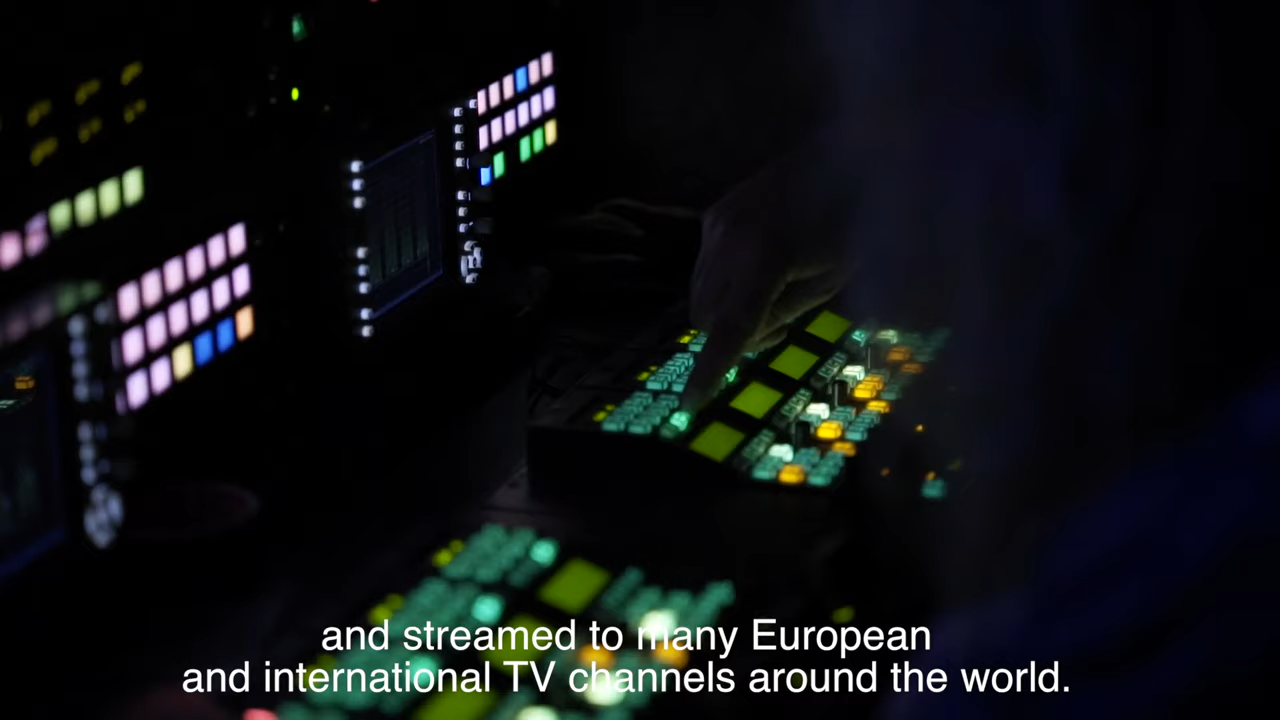 and streamed to many European
and international TV channels around the world.